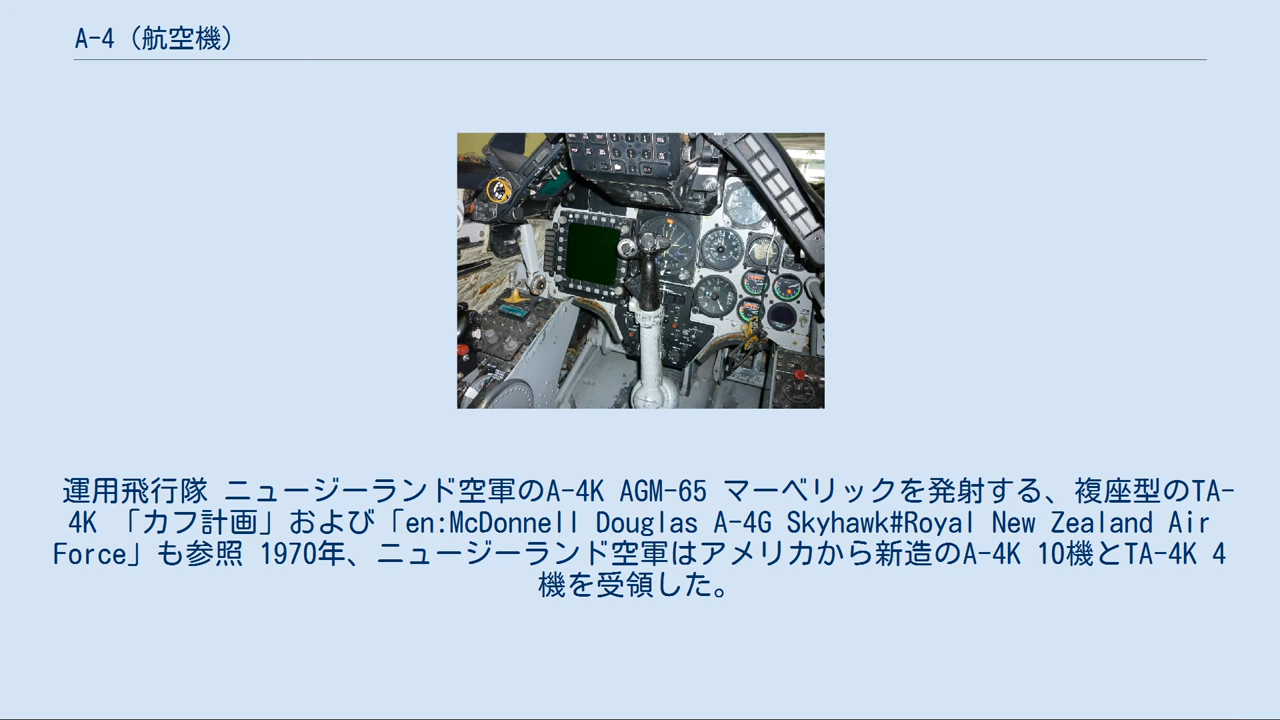 A-4（航空機）
運用飛行隊 ニュージーランド空軍のA-4K AGM-65 マーベリックを発射する、複座型のTA-
4K 「カフ計画」および「en:McDonnell Douglas A-4G Skyhawk#Royal New Zealand Air
Force」も参照 1970年、ニュージーランド空軍はアメリカから新造のA-4K 10機とTA-4K 4
機を受領した。